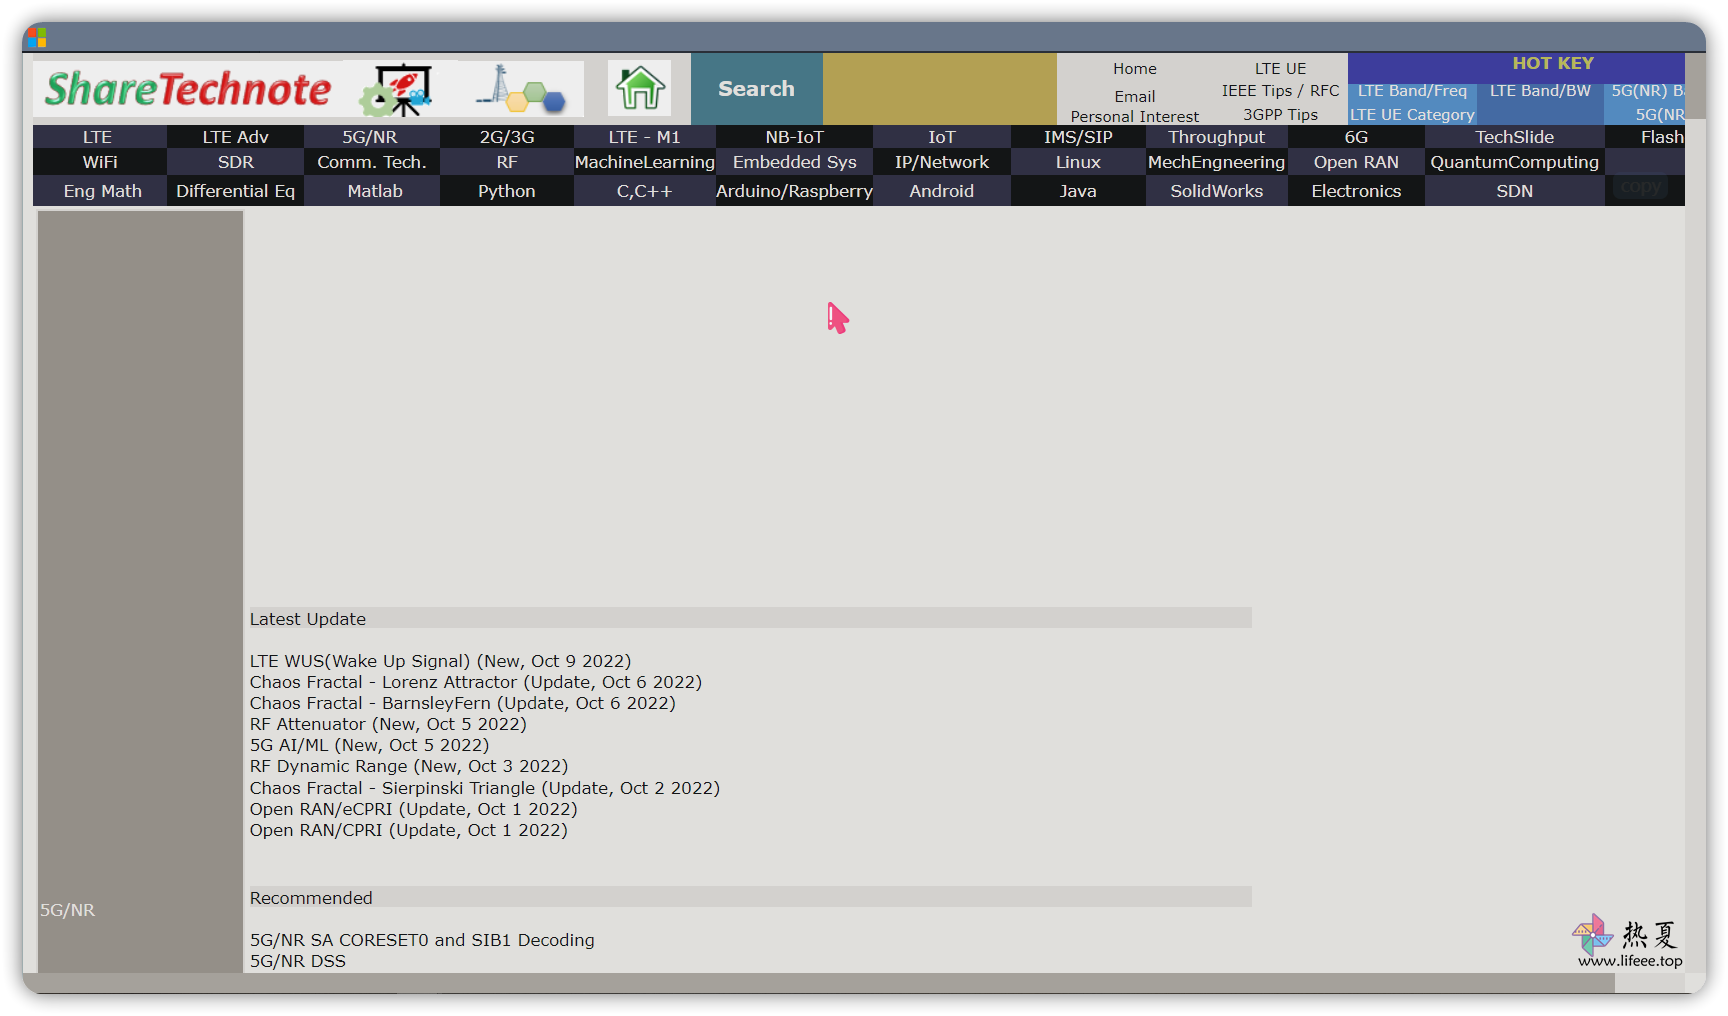 ShareTechnote
Search
Home
Email
Personal Interest
LTE UE
IEEE Tips / RFC
3GPP Tips
HOT KEY
LTE Band/Freq LTE Band/BW 5G(NR)
LTE UE Category 5G(NR
LTE LTE Adv 5G/NR 2G/3G LTE - M1 NB-IoT IoT IMS/SIP Throughput 6G TechSlide Flash
WiFi SDR Comm. Tech. RF MachineLearning Embedded Sys IP/Network Linux MechEngneering Open RAN QuantumComputing
Eng Math Differential Eq Matlab Python C,C++ Arduino/Raspberry Android Java SolidWorks Electronics SDN copy
Latest Update
LTE WUS(Wake Up Signal) (New, Oct 9 2022)
Chaos Fractal - Lorenz Attractor (Update, Oct 6 2022)
Chaos Fractal - BarnsleyFern (Update, Oct 6 2022)
RF Attenuator (New, Oct 5 2022)
5G AI/ML (New, Oct 5 2022)
RF Dynamic Range (New, Oct 3 2022)
Chaos Fractal - Sierpinski Triangle (Update, Oct 2 2022)
Open RAN/eCPRI (Update, Oct 1 2022)
Open RAN/CPRI (Update, Oct 1 2022)
Recommended
5G/NR
5G/NR SA CORESET0 and SIB1 Decoding
5G/NR DSS
热夏
www.lifeee.top